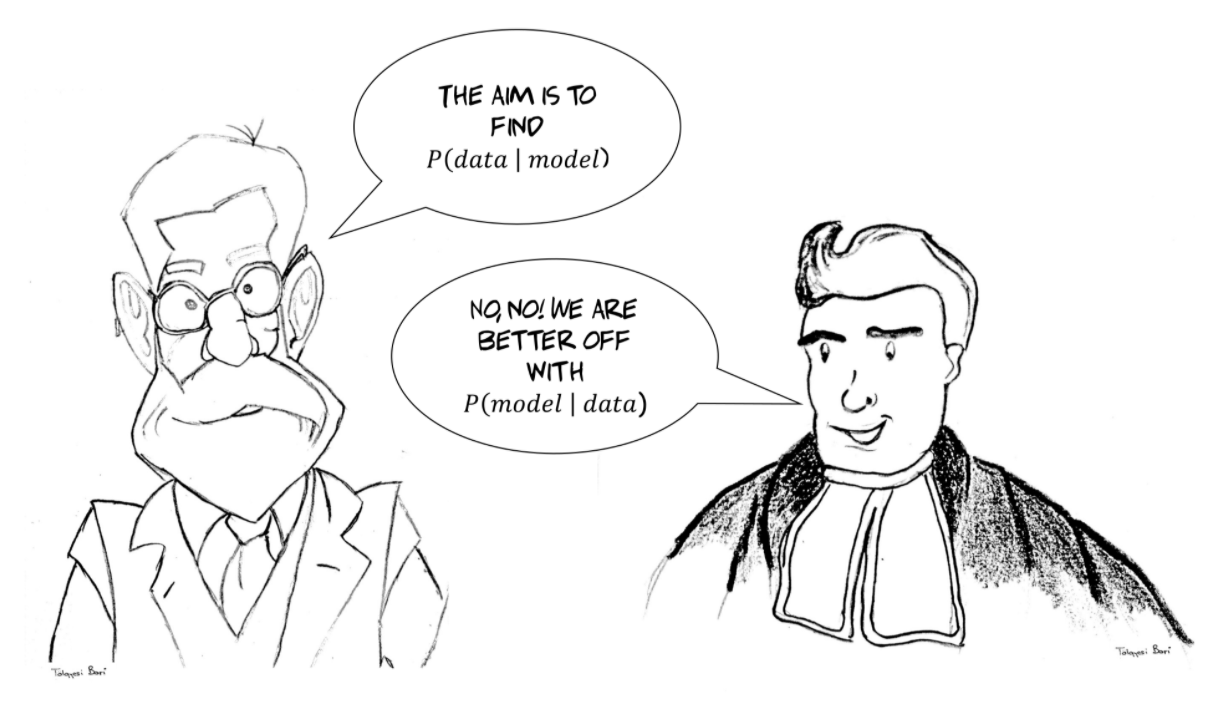 THE AIM IS TO
FIND
P(data | model)
NO, NO! WE ARE
BETTER OFF
WITH
P(model | data)